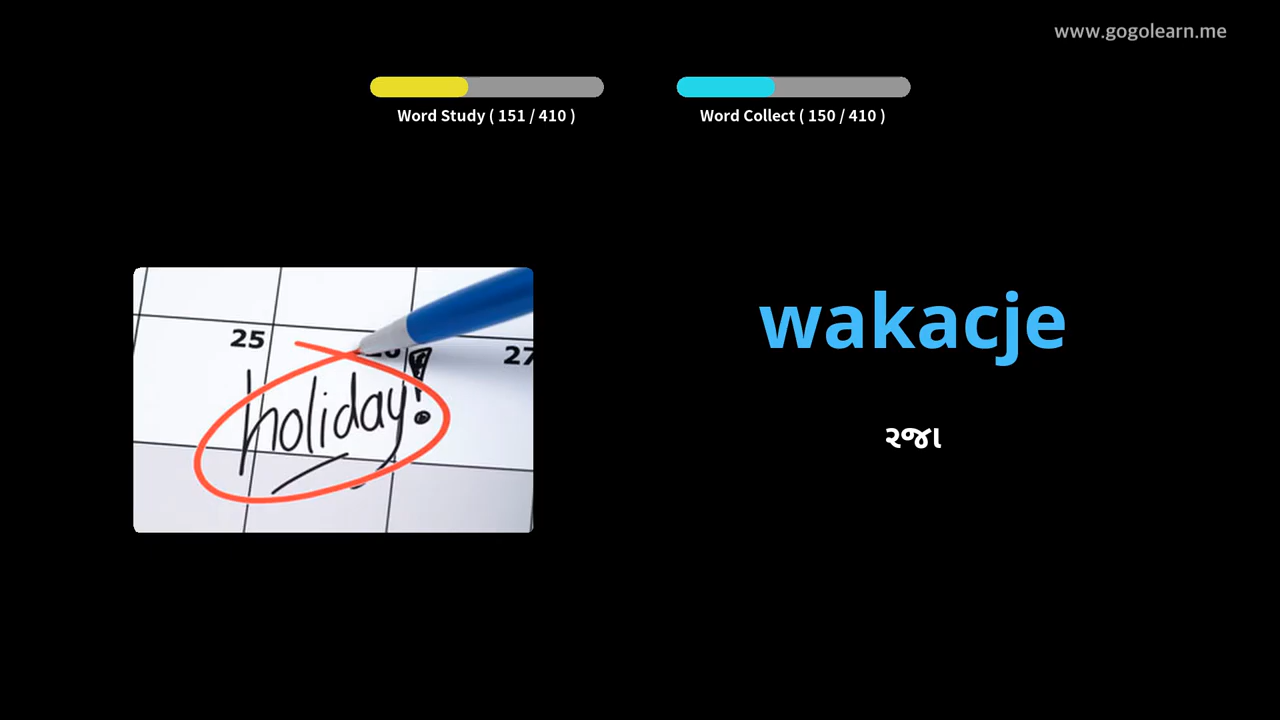 www.gogolearn.me
Word Study ( 151 / 410 )
Word Collect ( 150 / 410 )
25
27
holiday!
wakacje
રજા